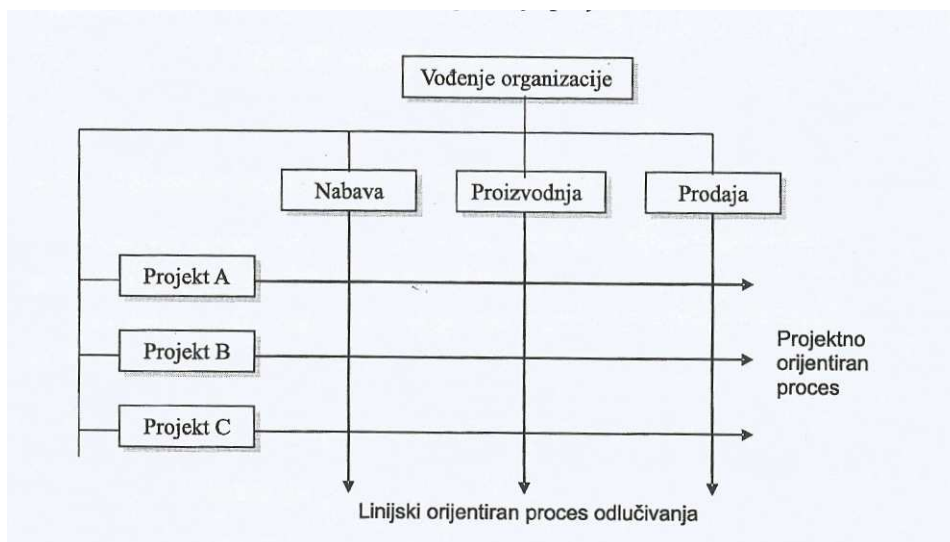 Vođenje organizacije
Nabava
Proizvodnja
Prodaja
Projekt A
Projekt B
Projekt C
Projektno
orijentiran
proces
Linijski orijentiran proces odlučivanja